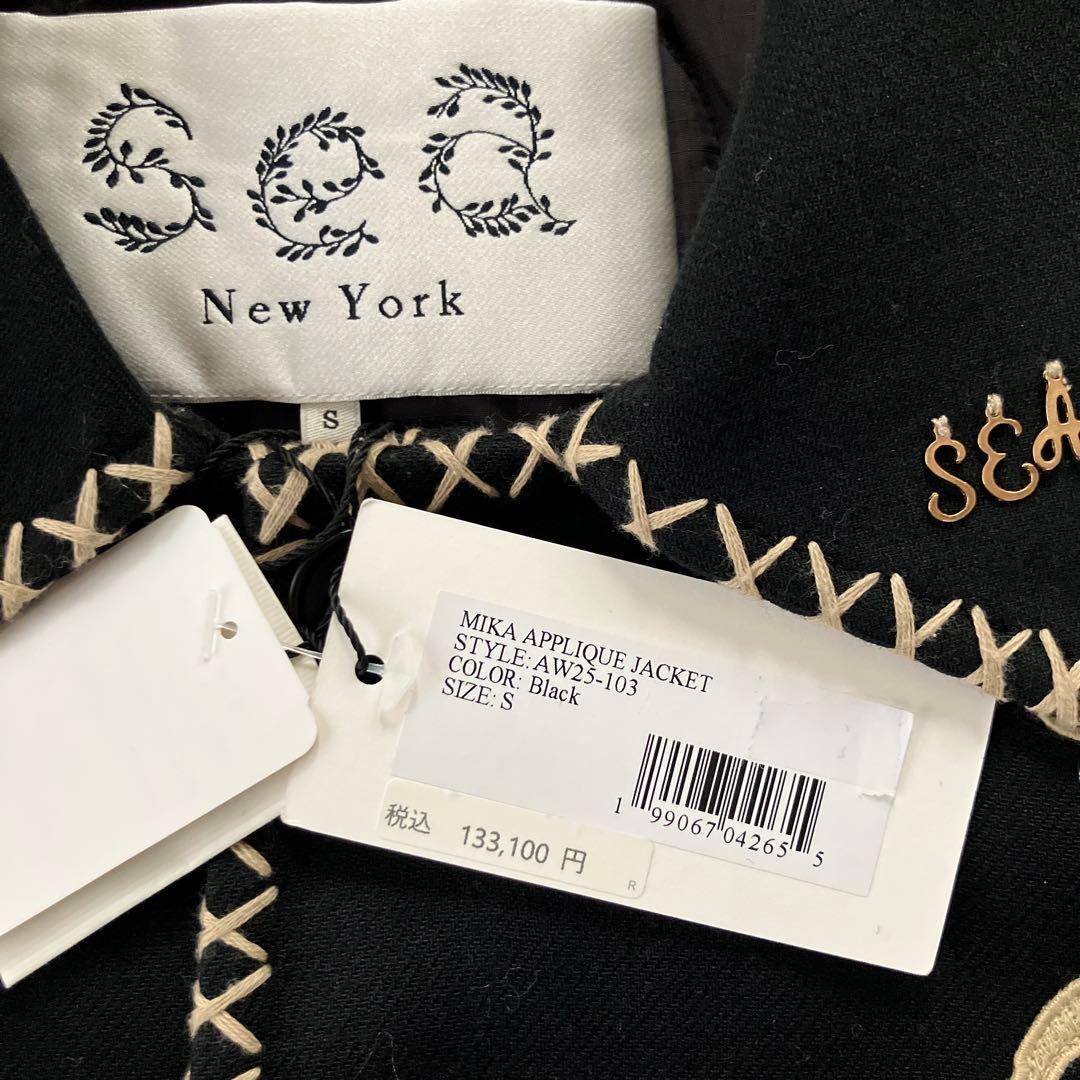 Sea
New York
S
SEA
MIKA APPLIQUE JACKET
STYLE: AW25-103
COLOR: Black
SIZE: S
1 99067 04265 5
税込 133,100 円
R